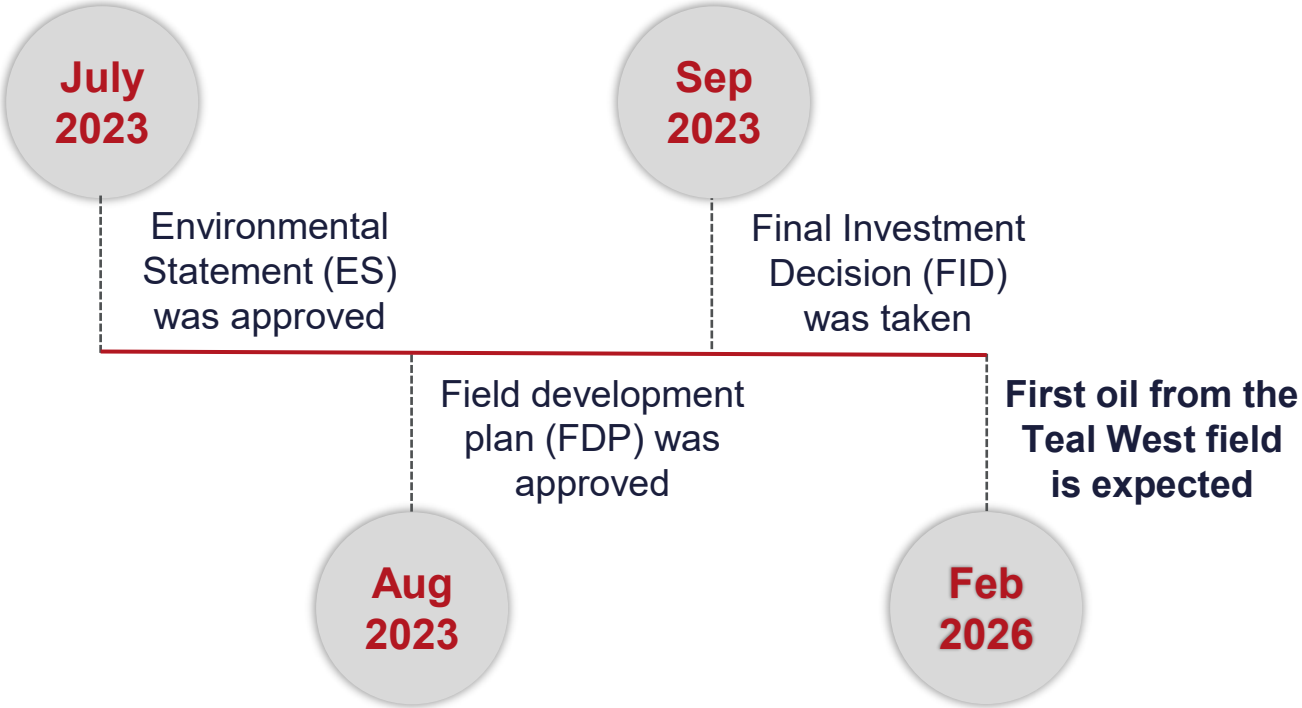 July
2023
Environmental
Statement (ES)
was approved
Aug
2023
Field development
plan (FDP) was
approved
Sep
2023
Final Investment
Decision (FID)
was taken
Feb
2026
First oil from the
Teal West field
is expected